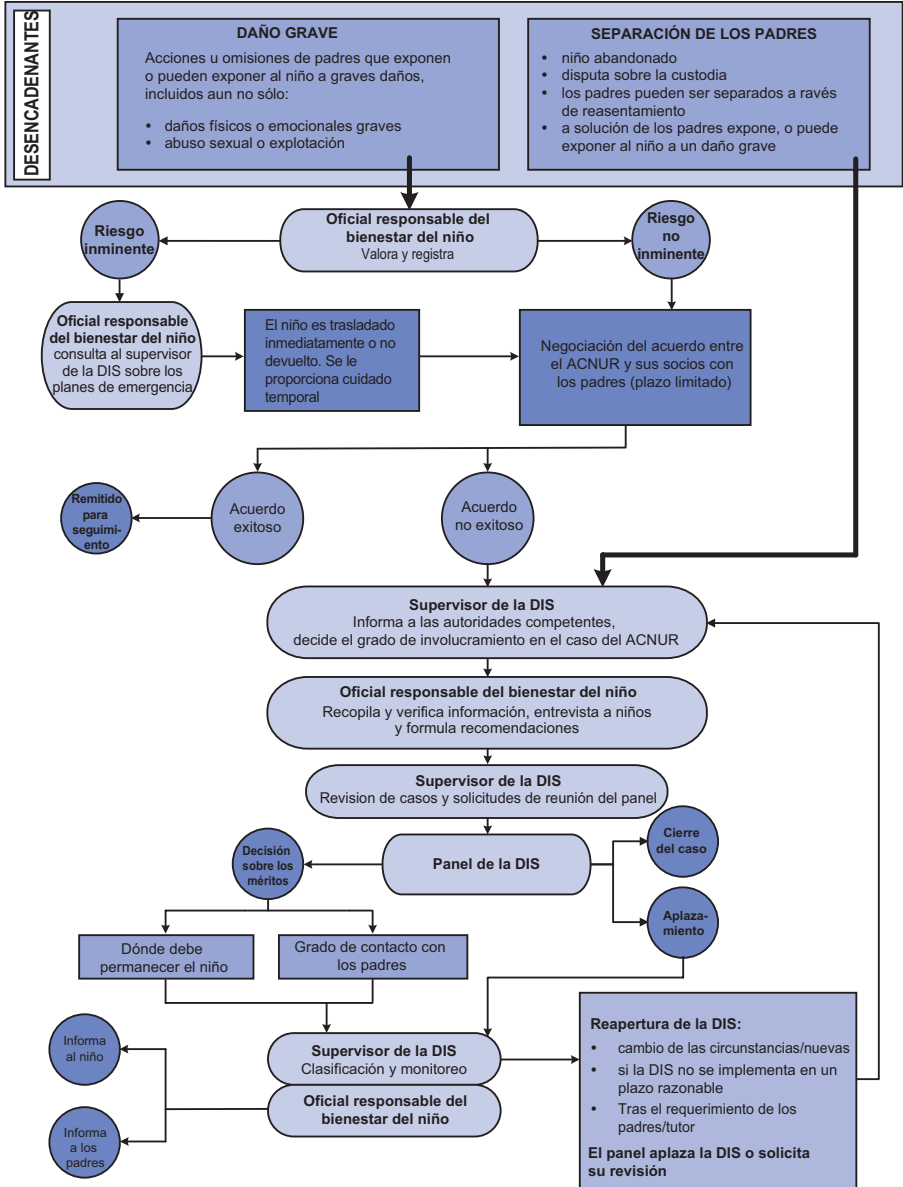 DESENCADENANTES
DAÑO GRAVE
Acciones u omisiones de padres que exponen
o pueden exponer al niño a graves daños,
incluidos aun no sólo:
• daños físicos o emocionales graves
• abuso sexual o explotación
SEPARACIÓN DE LOS PADRES
• niño abandonado
• disputa sobre la custodia
• los padres pueden ser separados a ravés
de reasentamiento
• a solución de los padres expone, o puede
exponer al niño a un daño grave
Riesgo
inminente
Oficial responsable del
bienestar del niño
Valora y registra
Riesgo
no
inminente
Oficial responsable
del bienestar del niño
consulta al supervisor
de la DIS sobre los
planes de emergencia
El niño es trasladado
inmediatamente o no
devuelto. Se le
proporciona cuidado
temporal
Negociación del acuerdo entre
el ACNUR y sus socios con
los padres (plazo limitado)
Remitido
para
seguimi-
ento
Acuerdo
exitoso
Acuerdo
no exitoso
Supervisor de la DIS
Informa a las autoridades competentes,
decide el grado de involucramiento en el caso del ACNUR
Oficial responsable del bienestar del niño
Recopila y verifica información, entrevista a niños
y formula recomendaciones
Supervisor de la DIS
Revision de casos y solicitudes de reunión del panel
Decisión
sobre los
méritos
Panel de la DIS
Cierre
del caso
Aplaza-
miento
Dónde debe
permanecer el niño
Grado de contacto con
los padres
Informa
al niño
Informa
a los
padres
Supervisor de la DIS
Clasificación y monitoreo
Oficial responsable del
bienestar del niño
Reapertura de la DIS:
• cambio de las circunstancias/nuevas
• si la DIS no se implementa en un
plazo razonable
• Tras el requerimiento de los
padres/tutor
El panel aplaza la DIS o solicita
su revisión